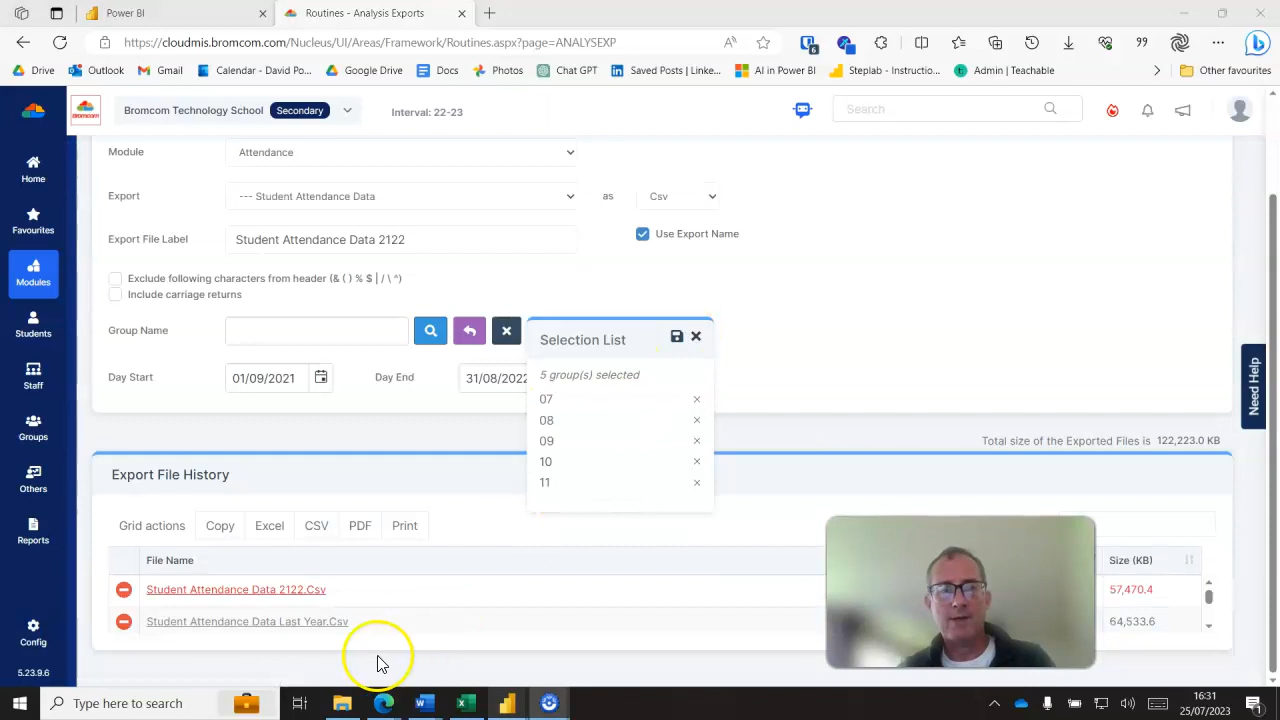 Power BI
Routines - Analysis Exports
https://cloudmis.bromcom.com/Nucleus/UI/Areas/Framework/Routines.aspx?page=ANALYSEXP
Drive
Outlook
Gmail
Calendar - Paul Do...
Google Drive
Docs
Photos
Chat GPT
Saved Posts | Linke...
AI in Power BI
Steplab - Instructio...
Admin | Teachable
Other favourites
Bromcom Technology School
Secondary
Interval: 22-23
Search
Home
Favourites
Modules
Students
Staff
Groups
Others
Reports
Config
5.23.9.6
Module
Attendance
Export
--- Student Attendance Data
as
Csv
Export File Label
Student Attendance Data 2122
Use Export Name
Exclude following characters from header (& ( ) % $ | / \ ^)
Include carriage returns
Group Name
Day Start
01/09/2021
Day End
31/08/2022
Selection List
5 group(s) selected
07
08
09
10
11
Need Help
Total size of the Exported Files is 122,223.0 KB
Export File History
Grid actions
Copy
Excel
CSV
PDF
Print
File Name
Size (KB)
Student Attendance Data 2122.Csv
57,470.4
Student Attendance Data Last Year.Csv
64,533.6
Type here to search
16:31
25/07/2023